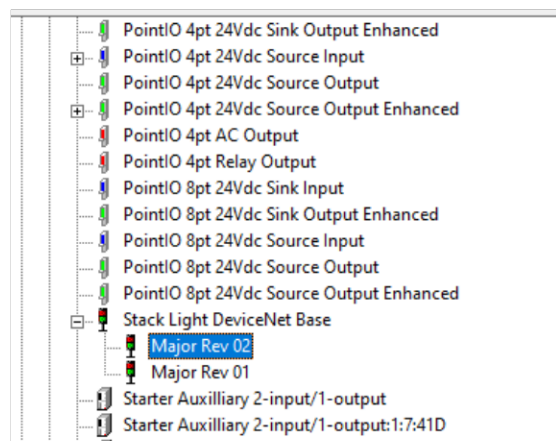 PointIO 4pt 24Vdc Sink Output Enhanced
PointIO 4pt 24Vdc Source Input
PointIO 4pt 24Vdc Source Output
PointIO 4pt 24Vdc Source Output Enhanced
PointIO 4pt AC Output
PointIO 4pt Relay Output
PointIO 8pt 24Vdc Sink Input
PointIO 8pt 24Vdc Sink Output Enhanced
PointIO 8pt 24Vdc Source Input
PointIO 8pt 24Vdc Source Output
PointIO 8pt 24Vdc Source Output Enhanced
Stack Light DeviceNet Base
Major Rev 02
Major Rev 01
Starter Auxilliary 2-input/1-output
Starter Auxilliary 2-input/1-output:1:7:41D